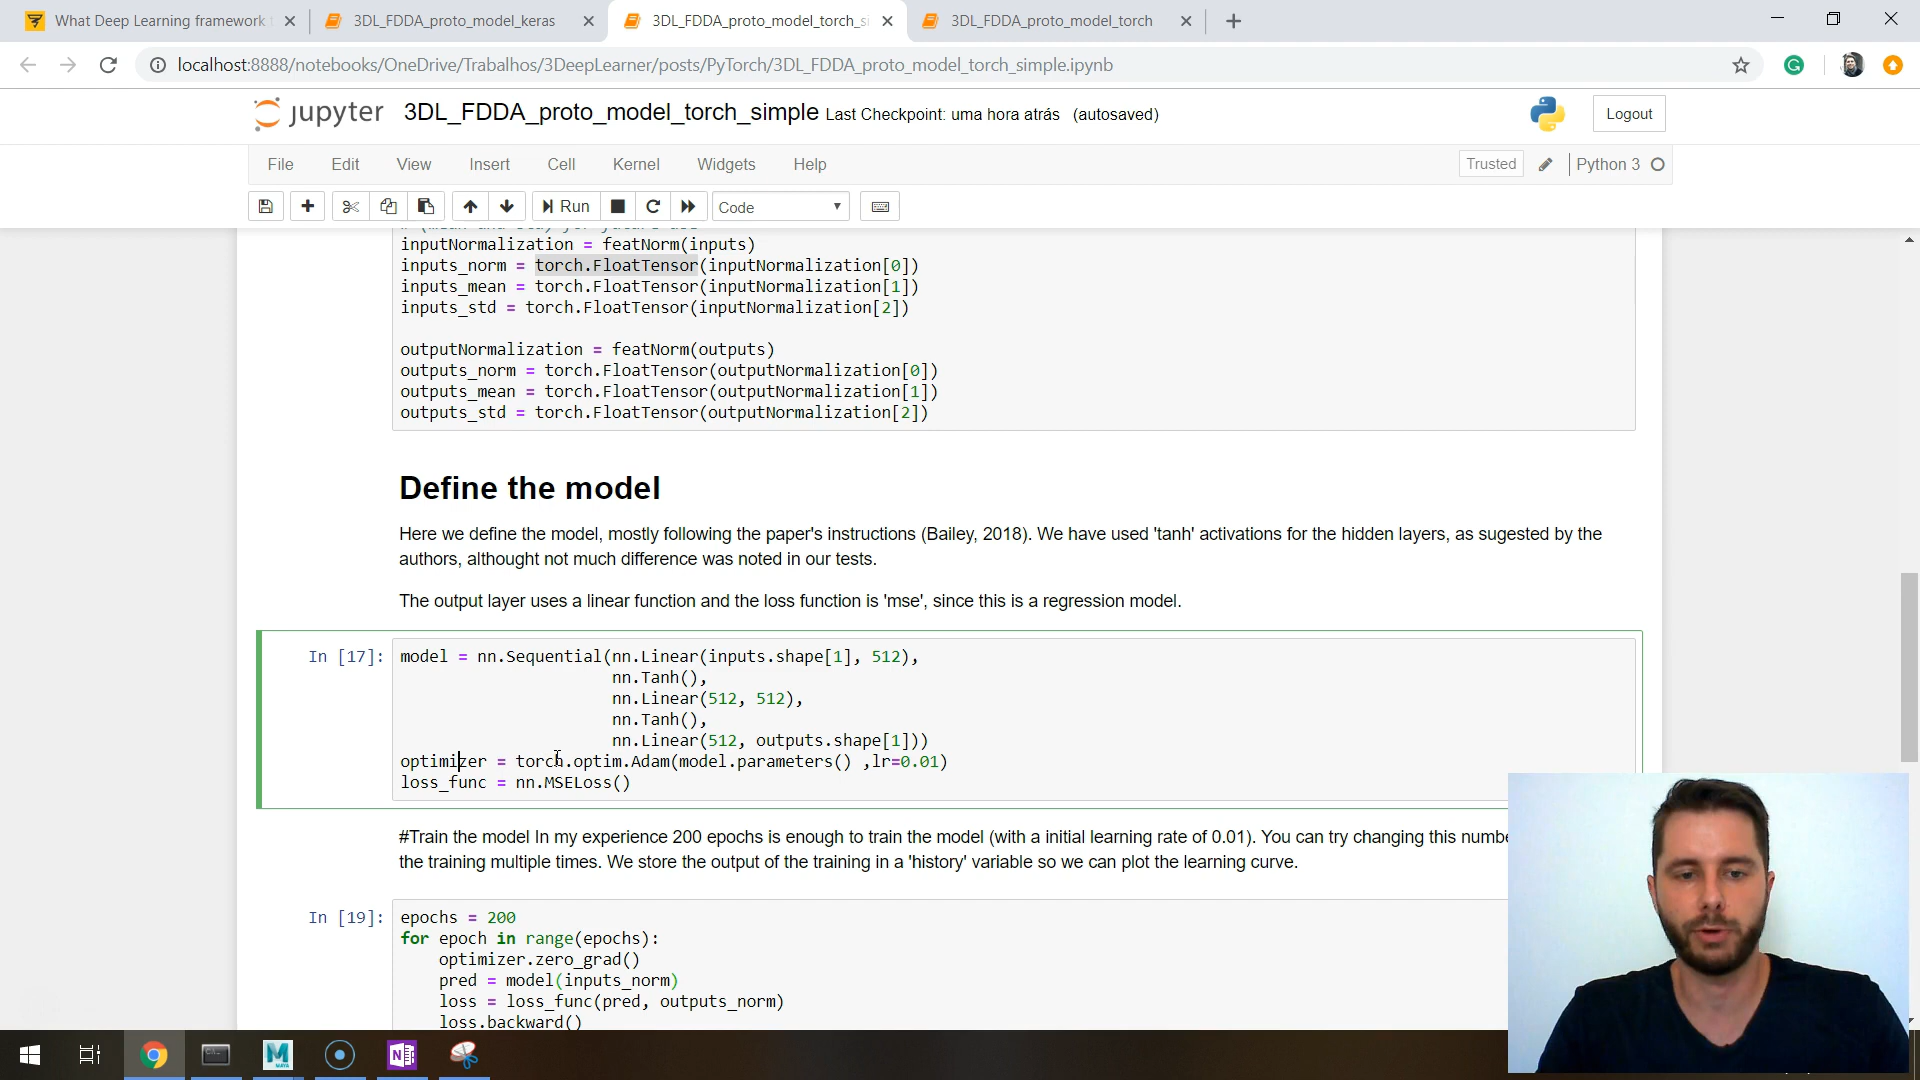 What Deep Learning framework
3DL_FDDA_proto_model_keras
3DL_FDDA_proto_model_torch_si
3DL_FDDA_proto_model_torch
localhost:8888/notebooks/OneDrive/Trabalhos/3DeepLearner/posts/PyTorch/3DL_FDDA_proto_model_torch_simple.ipynb
jupyter 3DL_FDDA_proto_model_torch_simple Last Checkpoint: uma hora atrás (autosaved)
Logout
File Edit View Insert Cell Kernel Widgets Help
Trusted Python 3
Run Code
inputNormalization = featNorm(inputs)
inputs_norm = torch.FloatTensor(inputNormalization[0])
inputs_mean = torch.FloatTensor(inputNormalization[1])
inputs_std = torch.FloatTensor(inputNormalization[2])
outputNormalization = featNorm(outputs)
outputs_norm = torch.FloatTensor(outputNormalization[0])
outputs_mean = torch.FloatTensor(outputNormalization[1])
outputs_std = torch.FloatTensor(outputNormalization[2])
Define the model
Here we define the model, mostly following the paper's instructions (Bailey, 2018). We have used 'tanh' activations for the hidden layers, as sugested by the
authors, althought not much difference was noted in our tests.
The output layer uses a linear function and the loss function is 'mse', since this is a regression model.
In [17]: model = nn.Sequential(nn.Linear(inputs.shape[1], 512),
nn.Tanh(),
nn.Linear(512, 512),
nn.Tanh(),
nn.Linear(512, outputs.shape[1]))
optimizer = torch.optim.Adam(model.parameters() ,lr=0.01)
loss_func = nn.MSELoss()
#Train the model In my experience 200 epochs is enough to train the model (with a initial learning rate of 0.01). You can try changing this
the training multiple times. We store the output of the training in a 'history' variable so we can plot the learning curve.
In [19]: epochs = 200
for epoch in range(epochs):
optimizer.zero_grad()
pred = model(inputs_norm)
loss = loss_func(pred, outputs_norm)
loss.backward()